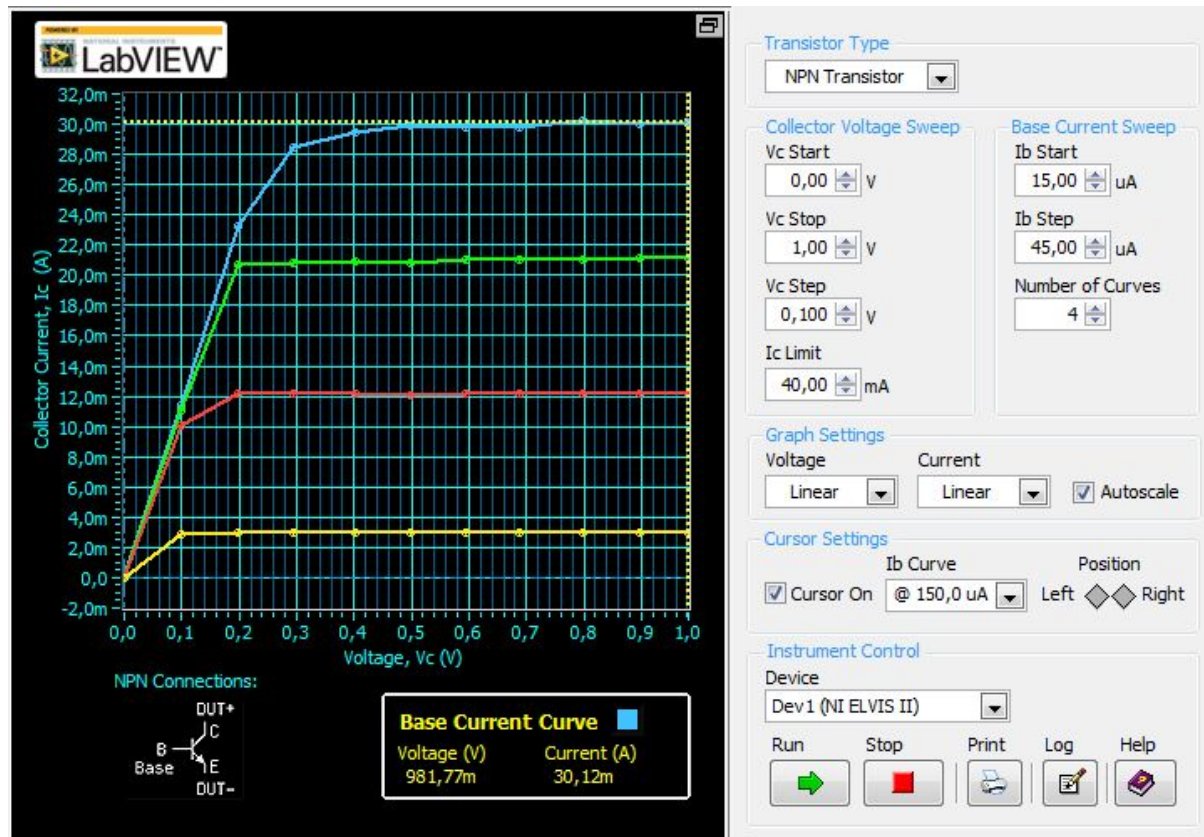 POWERED BY
NATIONAL INSTRUMENTS
LabVIEW™
32,0m
30,0m
28,0m
26,0m
24,0m
22,0m
20,0m
18,0m
16,0m
14,0m
12,0m
10,0m
8,0m
6,0m
4,0m
2,0m
0,0
-2,0m
Collector Current, Ic (A)
0,0 0,1 0,2 0,3 0,4 0,5 0,6 0,7 0,8 0,9 1,0
Voltage, Vc (V)
NPN Connections:
DUT+
C
B
Base
E
DUT-
Base Current Curve
Voltage (V) Current (A)
981,77m 30,12m
Transistor Type
NPN Transistor
Collector Voltage Sweep
Vc Start
0,00 V
Vc Stop
1,00 V
Vc Step
0,100 V
Ic Limit
40,00 mA
Base Current Sweep
Ib Start
15,00 uA
Ib Step
45,00 uA
Number of Curves
4
Graph Settings
Voltage Current
Linear Linear Autoscale
Cursor Settings
Ib Curve Position
Cursor On @ 150,0 uA Left Right
Instrument Control
Device
Dev1 (NI ELVIS II)
Run Stop Print Log Help